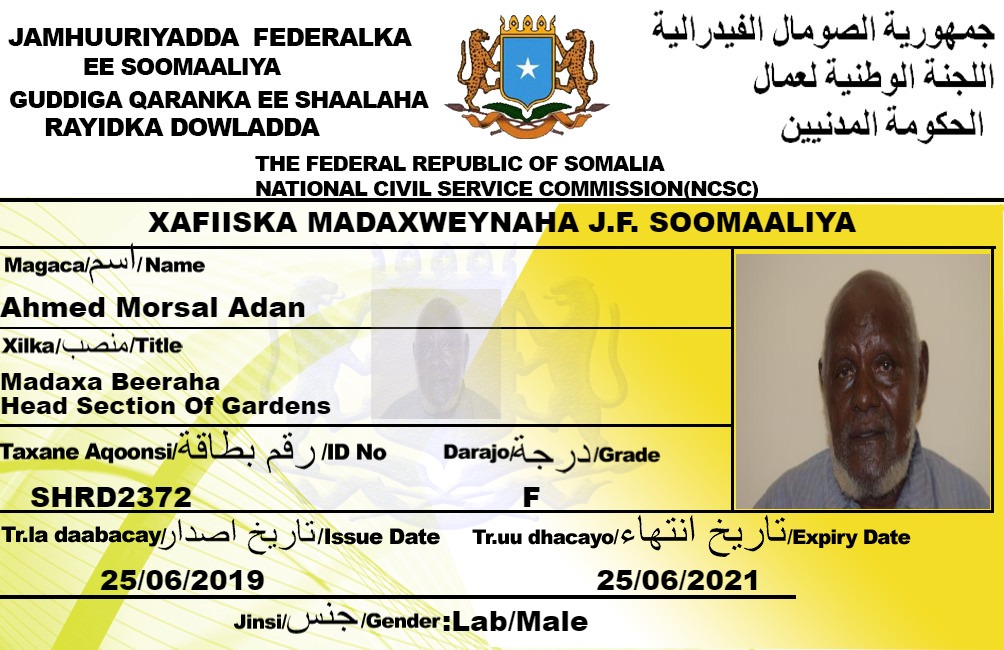 JAMHUURIYADDA FEDERALKA
EE SOOMAALIYA
GUDDIGA QARANKA EE SHAALAHA
RAYIDKA DOWLADDA
جمهورية الصومال الفيدرالية
اللجنة الوطنية لعمال
الحكومة المدنيين
THE FEDERAL REPUBLIC OF SOMALIA
NATIONAL CIVIL SERVICE COMMISSION(NCSC)
XAFIISKA MADAXWEYNAHA J.F. SOOMAALIYA
Magaca/اسم/Name
Ahmed Morsal Adan
Xilka/منصب/Title
Madaxa Beeraha
Head Section Of Gardens
Taxane Aqoonsi/رقم بطاقة/ID No
SHRD2372
Darajo/درجة/Grade
F
Tr.la daabacay/تاريخ اصدار/Issue Date
25/06/2019
Tr.uu dhacayo/تاريخ انتهاء/Expiry Date
25/06/2021
Jinsi/جنس/Gender:Lab/Male